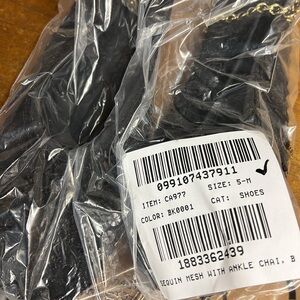 099107437911
ITEM: CA977 SIZE: S-M
COLOR: BK0001 CAT: SHOES
1883362439
SEQUIN MESH WITH ANKLE CHAI, B